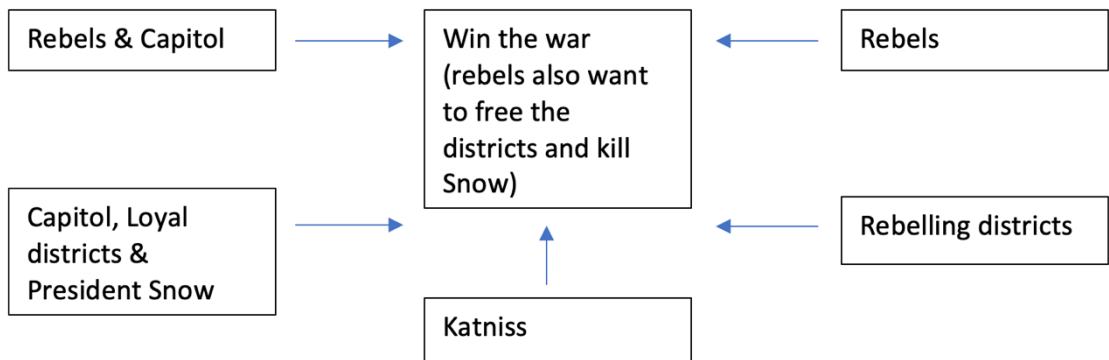 Rebels & Capitol
Win the war
(rebels also want
to free the
districts and kill
Snow)
Rebels
Capitol, Loyal
districts &
President Snow
Rebelling districts
Katniss